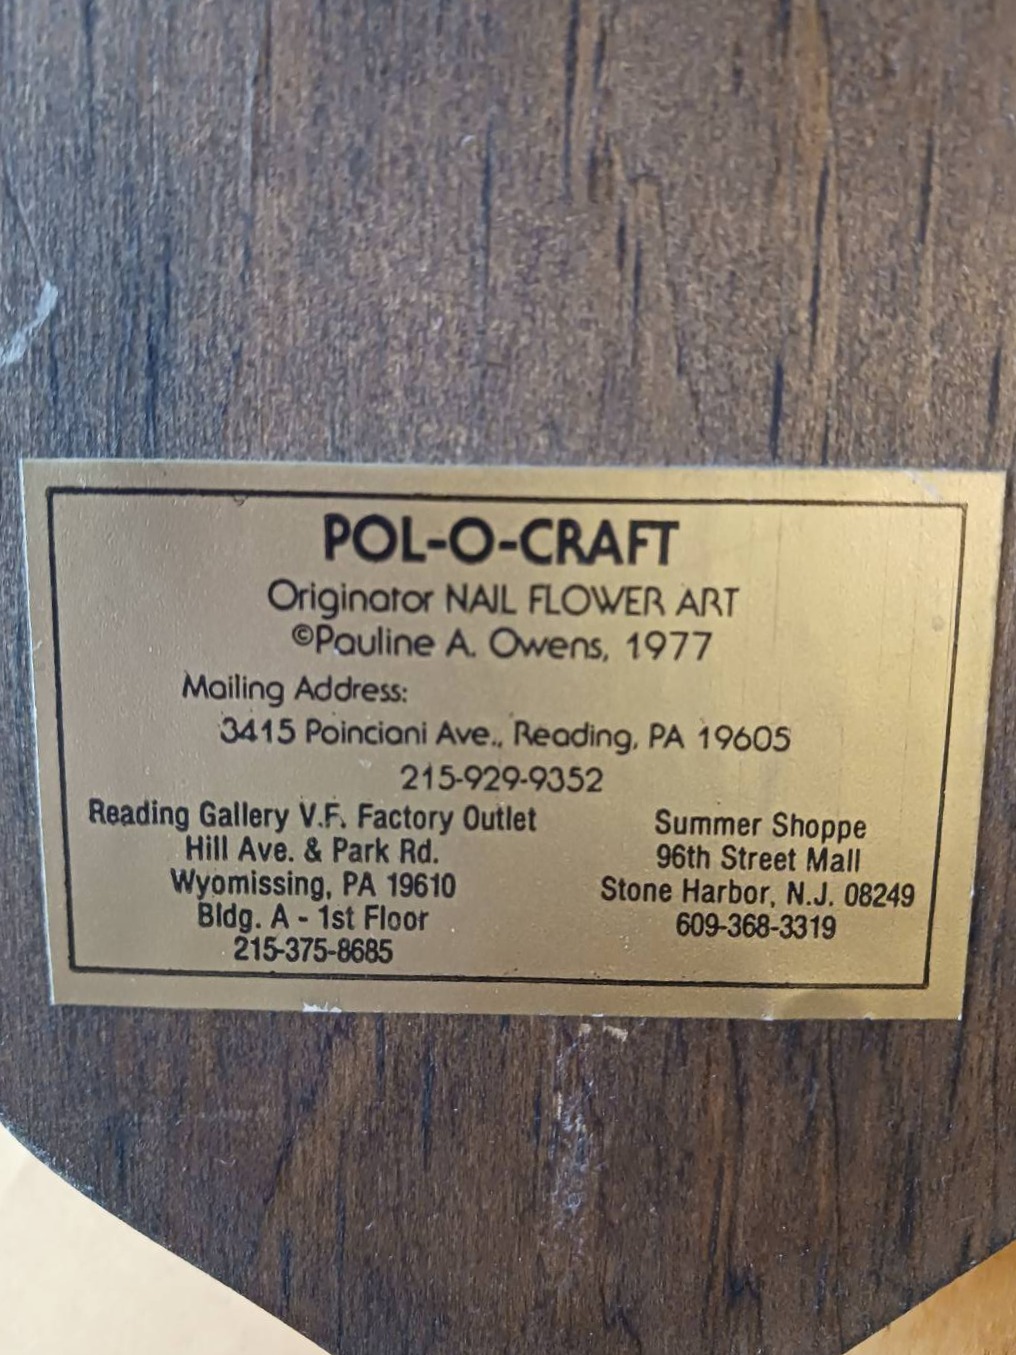 POL-O-CRAFT
Originator NAIL FLOWER ART
©Pauline A. Owens, 1977
Mailing Address:
3415 Poinciani Ave., Reading, PA 19605
215-929-9352
Reading Gallery V.F. Factory Outlet
Hill Ave. & Park Rd.
Wyomissing, PA 19610
Bldg. A - 1st Floor
215-375-8685
Summer Shoppe
96th Street Mall
Stone Harbor, N.J. 08249
609-368-3319